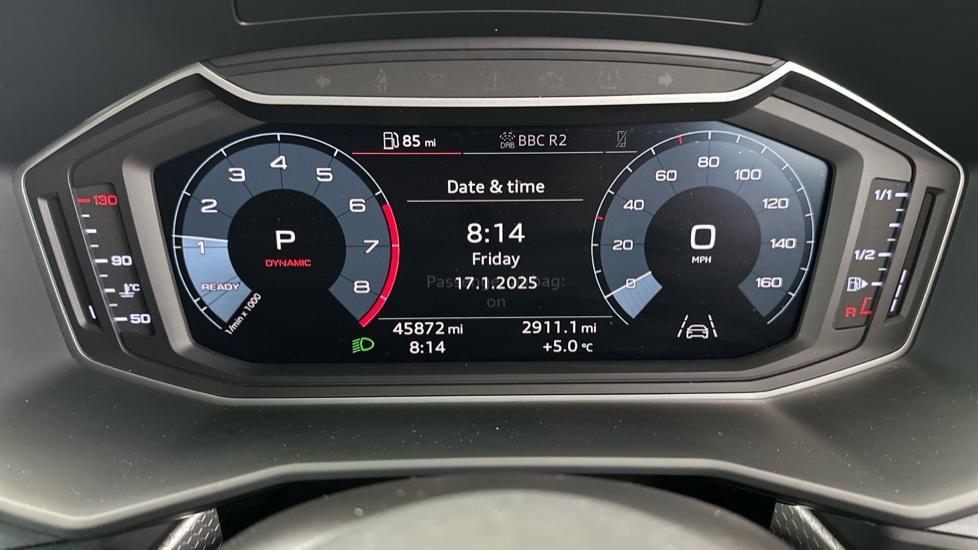 85 mi
DAB BBC R2
Date & time
8:14
Friday
17.1.2025
Passenger airbag:
on
45872 mi
8:14
2911.1 mi
+5.0 °C
P
DYNAMIC
READY
1
2
3
4
5
6
7
8
1/min x 1000
0
MPH
0
20
40
60
80
100
120
140
160
130
90
°C
50
1/1
1/2
R